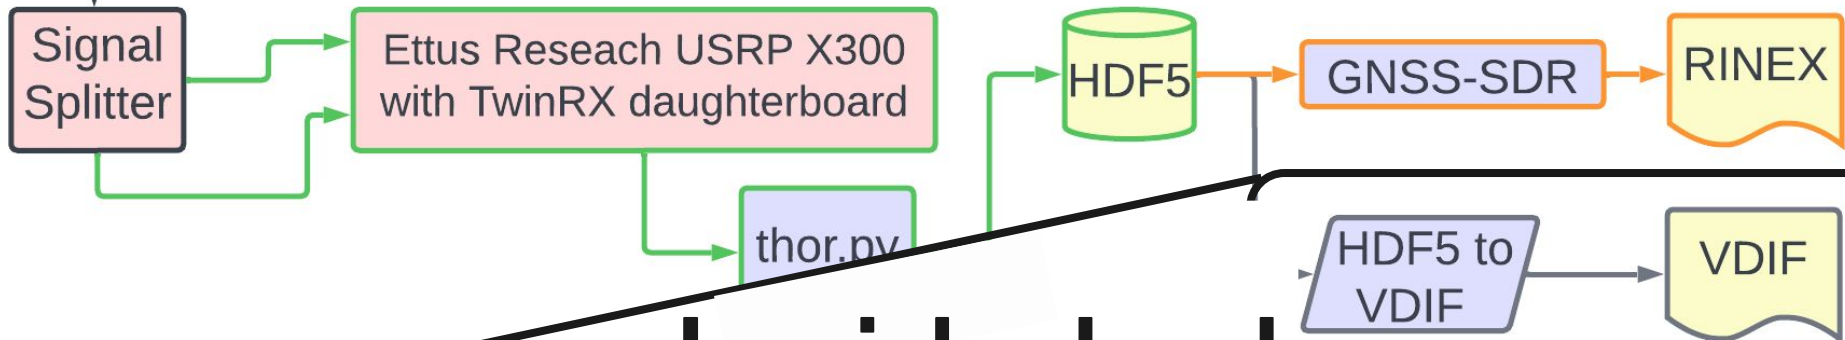 Signal
Splitter
Ettus Reseach USRP X300
with TwinRX daughterboard
HDF5
GNSS-SDR
RINEX
thor.py
HDF5 to
VDIF
VDIF